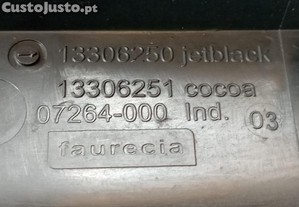 CustoJusto.pt
13306250 jetblack
13306251 cocoa
07264-000 Ind. 03
faurecia